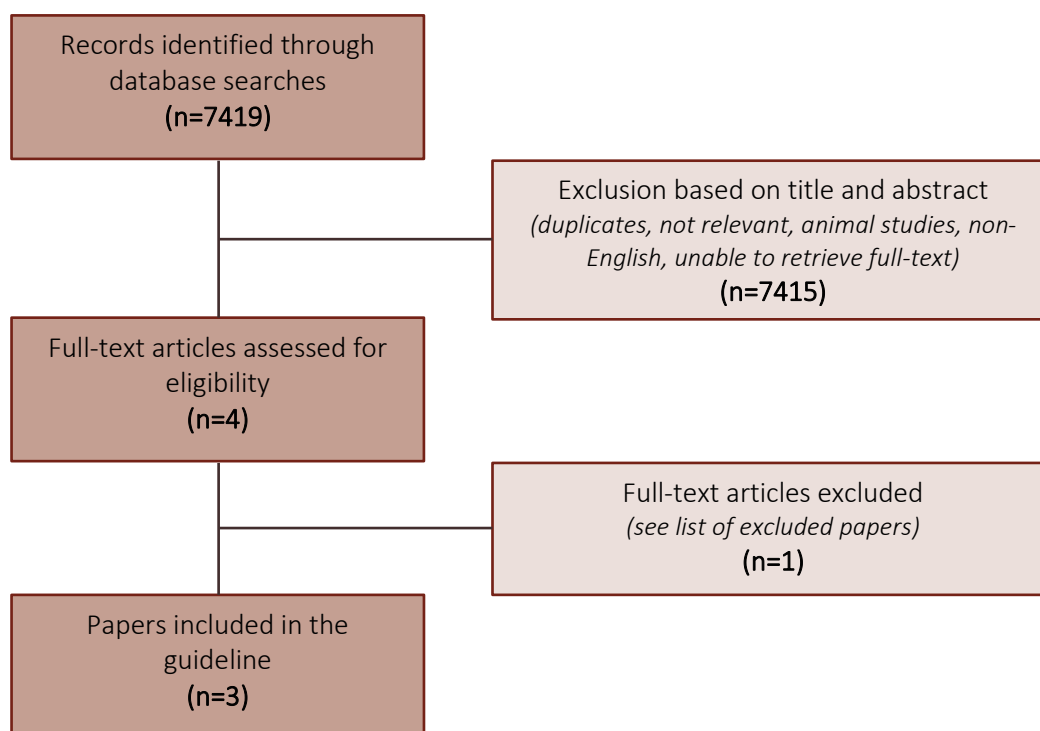 Records identified through
database searches
(n=7419)
Exclusion based on title and abstract
(duplicates, not relevant, animal studies, non-
English, unable to retrieve full-text)
(n=7415)
Full-text articles assessed for
eligibility
(n=4)
Full-text articles excluded
(see list of excluded papers)
(n=1)
Papers included in the
guideline
(n=3)